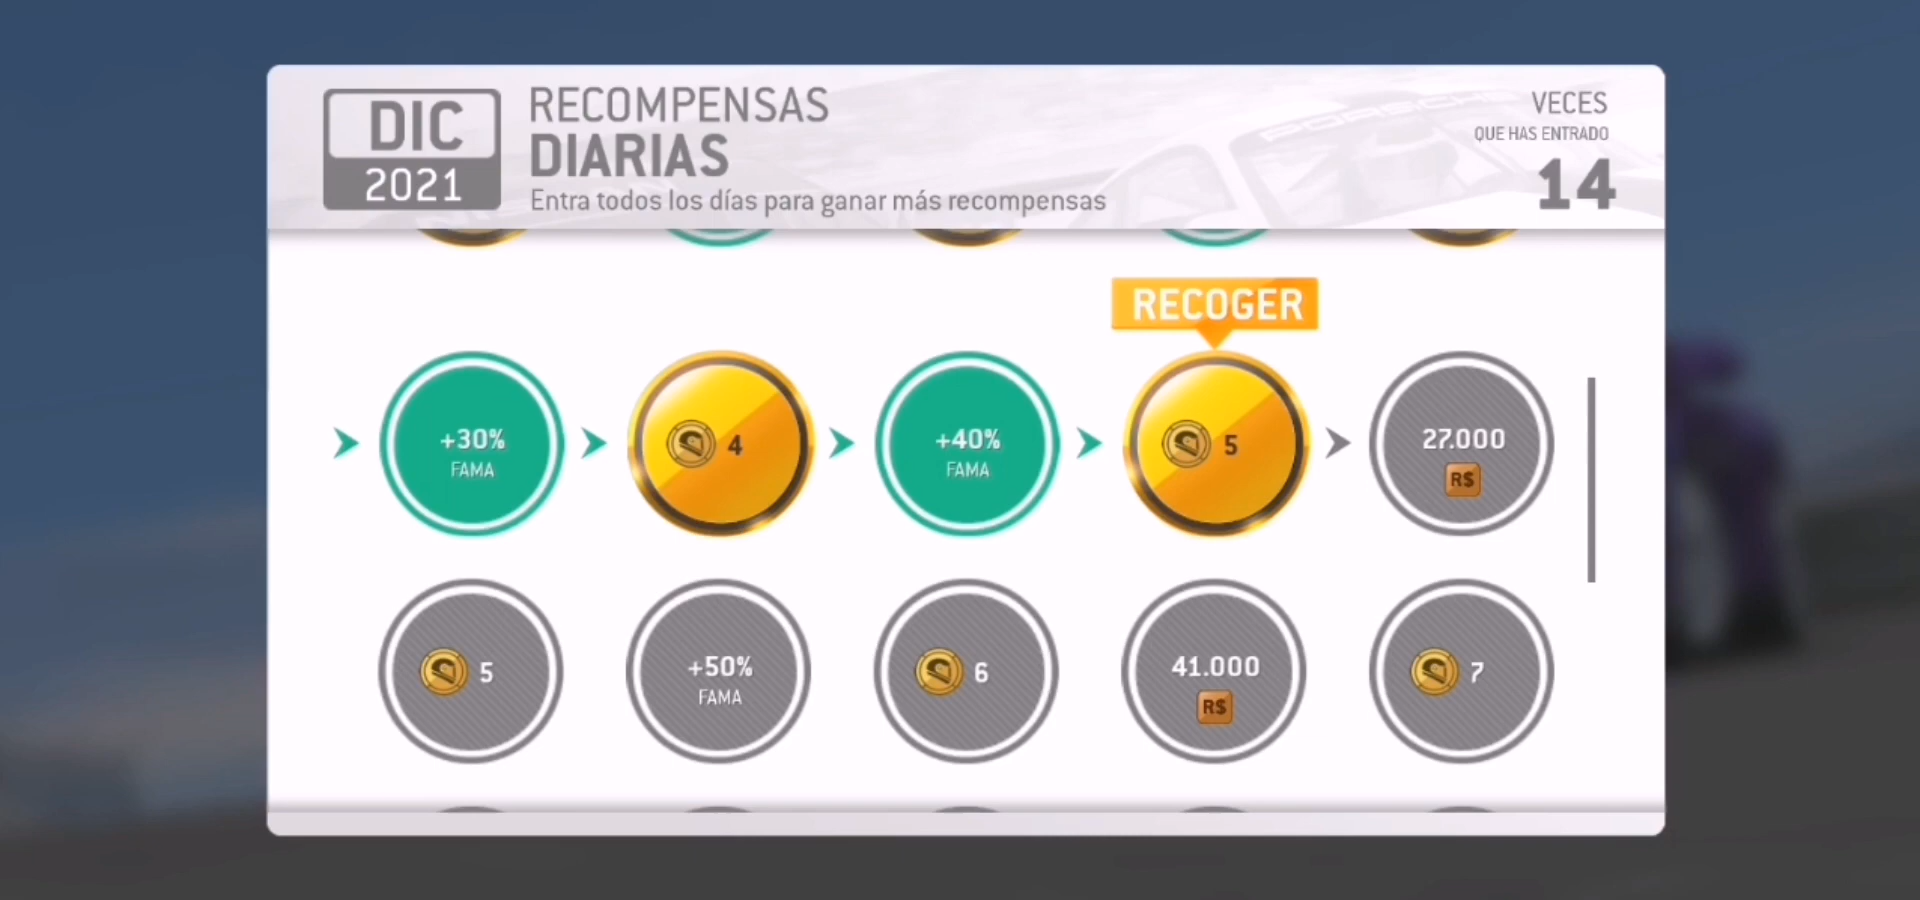 DIC
2021
RECOMPENSAS
DIARIAS
Entra todos los días para ganar más recompensas
VECES
QUE HAS ENTRADO
14
PORSCHE
RECOGER
+30%
FAMA
4
+40%
FAMA
5
27.000
R$
5
+50%
FAMA
6
41.000
R$
7